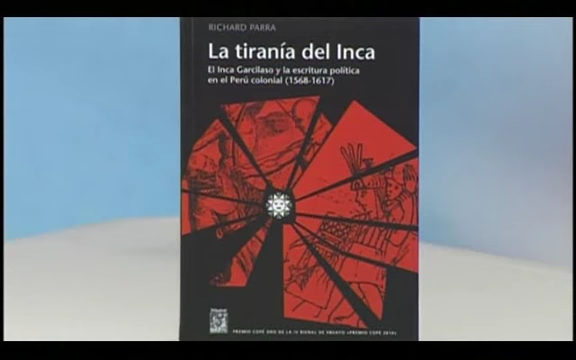 RICHARD PARRA
La tiranía del Inca
El Inca Garcilaso y la escritura política
en el Perú colonial (1568-1617)
PREMIO COPÉ ORO DE LA IV BIENAL DE ENSAYO «PREMIO COPÉ 2014»